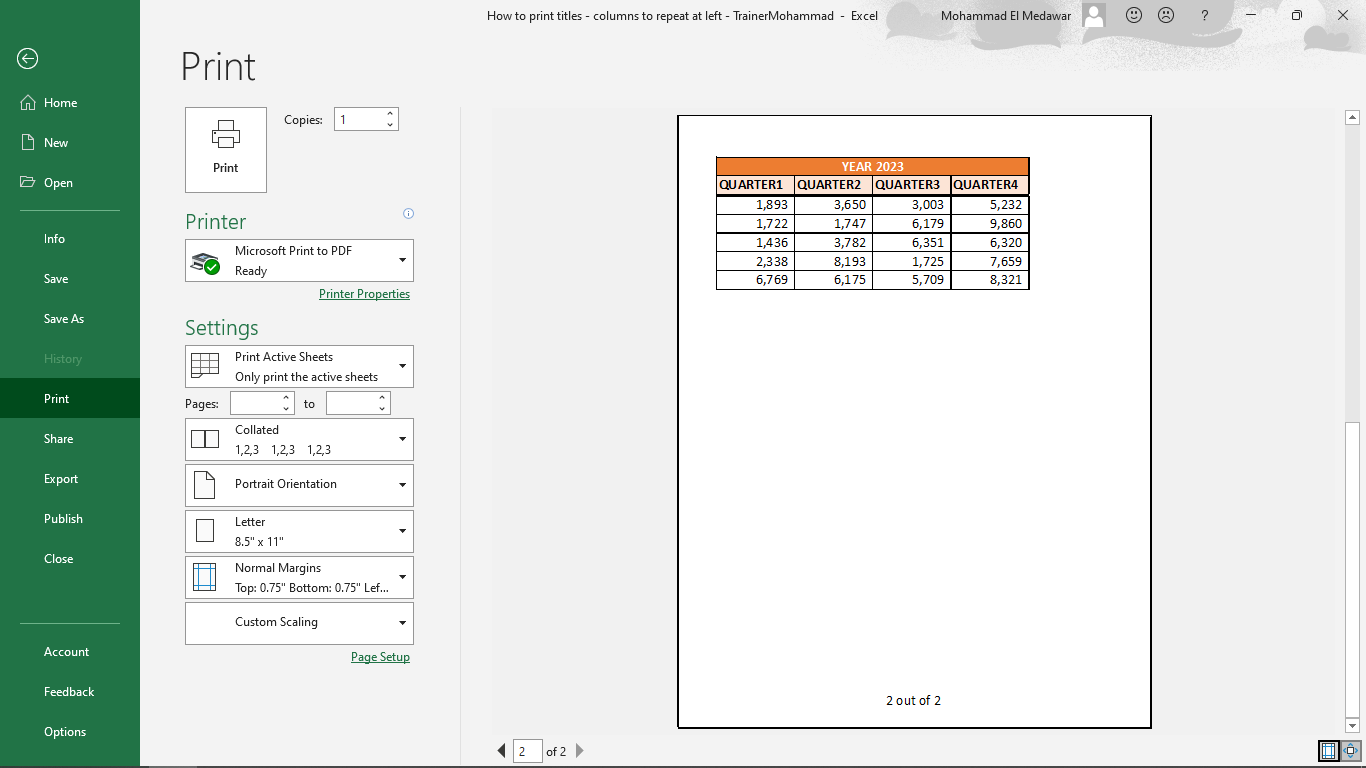 How to print titles - columns to repeat at left - TrainerMohammad - Excel
Mohammad El Medawar
?
Home
New
Open
Info
Save
Save As
History
Print
Share
Export
Publish
Close
Account
Feedback
Options
Print
Print
Copies: 1
Printer
Microsoft Print to PDF
Ready
Printer Properties
Settings
Print Active Sheets
Only print the active sheets
Pages: to
Collated
1,2,3 1,2,3 1,2,3
Portrait Orientation
Letter
8.5" x 11"
Normal Margins
Top: 0.75" Bottom: 0.75" Lef...
Custom Scaling
Page Setup
YEAR 2023
QUARTER1 QUARTER2 QUARTER3 QUARTER4
1,893 3,650 3,003 5,232
1,722 1,747 6,179 9,860
1,436 3,782 6,351 6,320
2,338 8,193 1,725 7,659
6,769 6,175 5,709 8,321
2 out of 2
2 of 2